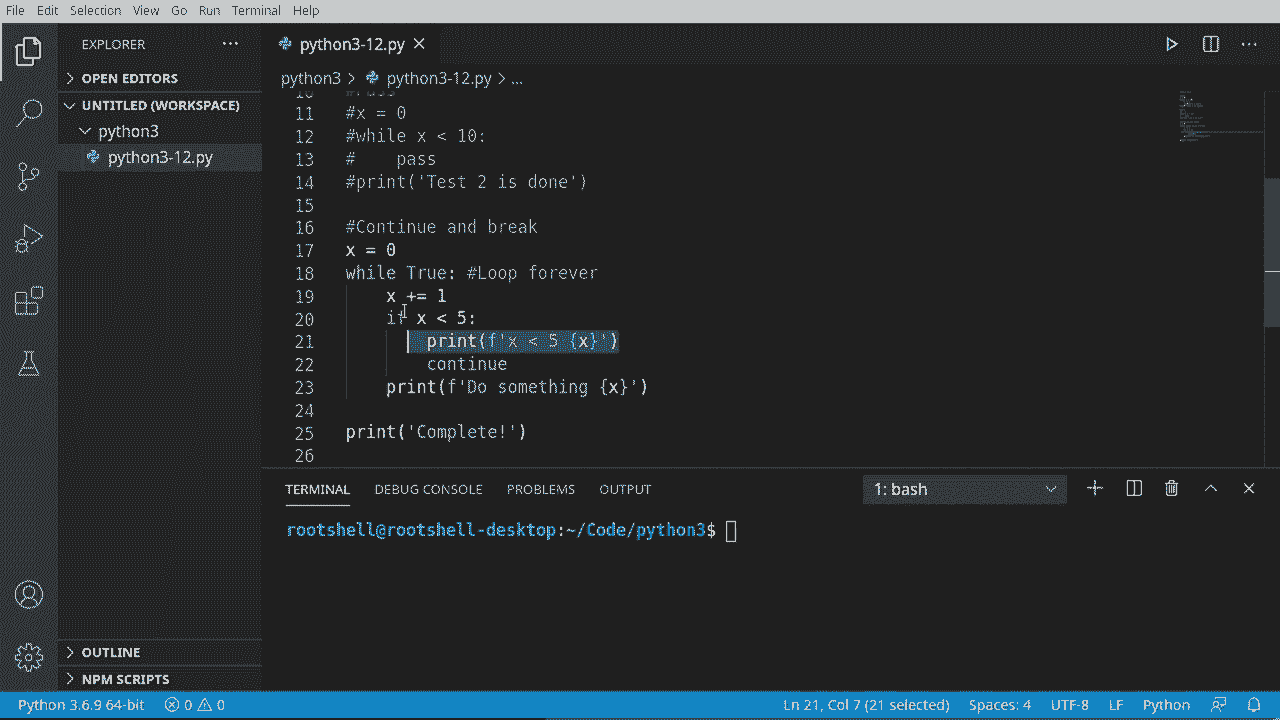 File Edit Selection View Go Run Terminal Help
EXPLORER ...
python3-12.py
OPEN EDITORS
python3 > python3-12.py > ...
UNTITLED (WORKSPACE)
python3
python3-12.py
11 #x = 0
12 #while x < 10:
13 #    pass
14 #print('Test 2 is done')
15
16 #Continue and break
17 x = 0
18 while True: #Loop forever
19     x += 1
20     if x < 5:
21         print(f'x < 5 {x}')
22         continue
23     print(f'Do something {x}')
24
25 print('Complete!')
26
TERMINAL DEBUG CONSOLE PROBLEMS OUTPUT 1: bash
rootshell@rootshell-desktop:~/Code/python3$
OUTLINE
NPM SCRIPTS
Python 3.6.9 64-bit 0 0 Ln 21, Col 7 (21 selected) Spaces: 4 UTF-8 LF Python